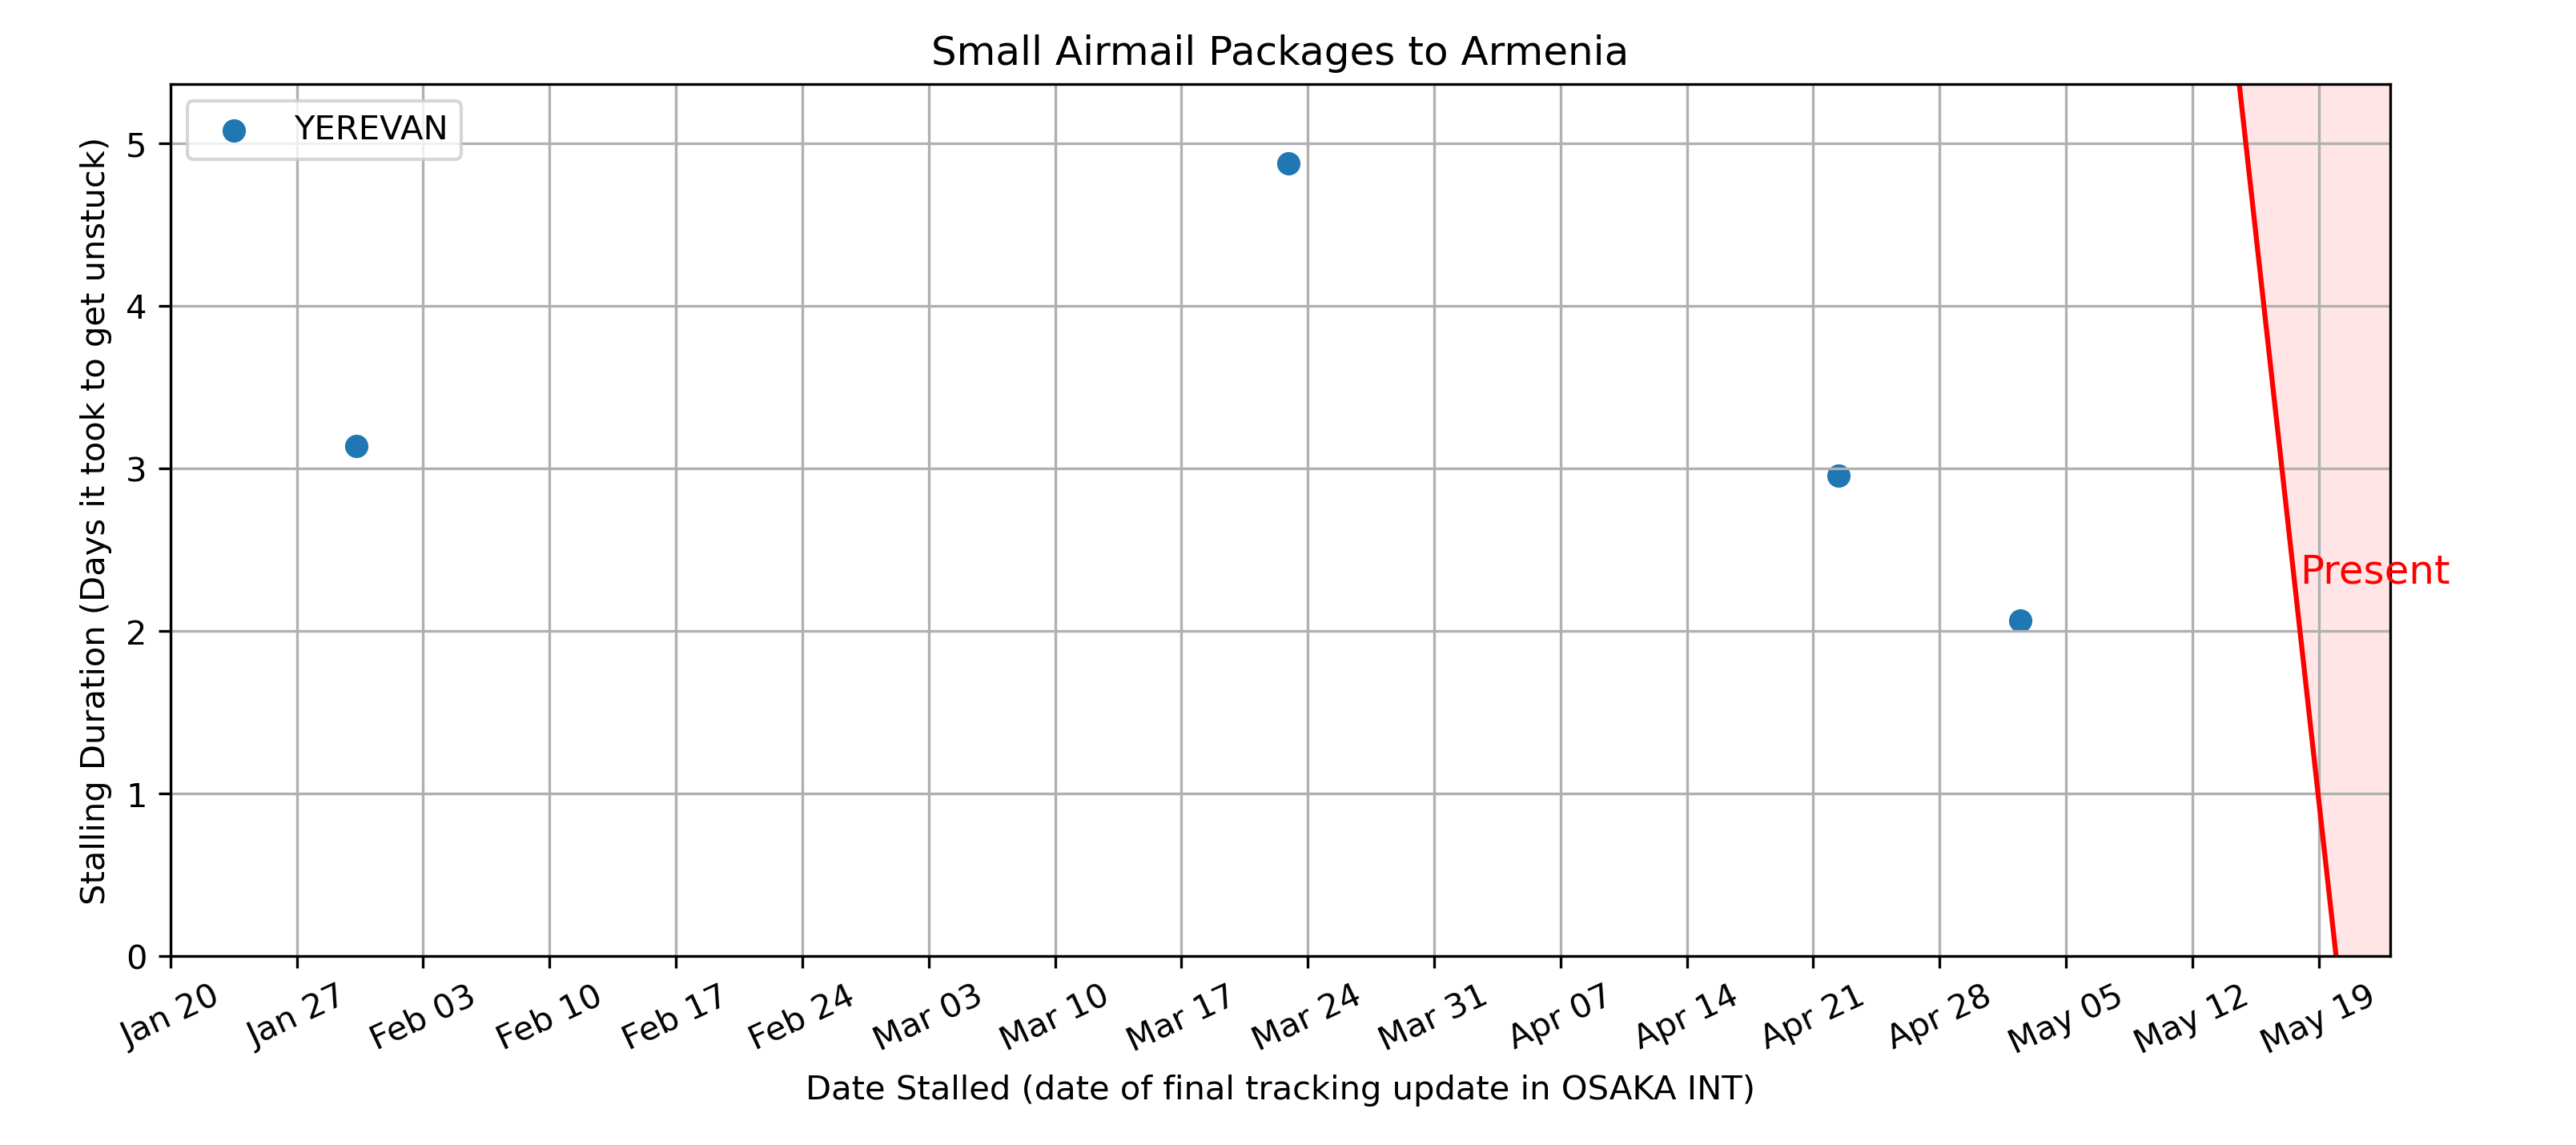 Small Airmail Packages to Armenia
YEREVAN
Stalling Duration (Days it took to get unstuck)
5
4
3
2
1
0
Present
Jan 20
Jan 27
Feb 03
Feb 10
Feb 17
Feb 24
Mar 03
Mar 10
Mar 17
Mar 24
Mar 31
Apr 07
Apr 14
Apr 21
Apr 28
May 05
May 12
May 19
Date Stalled (date of final tracking update in OSAKA INT)